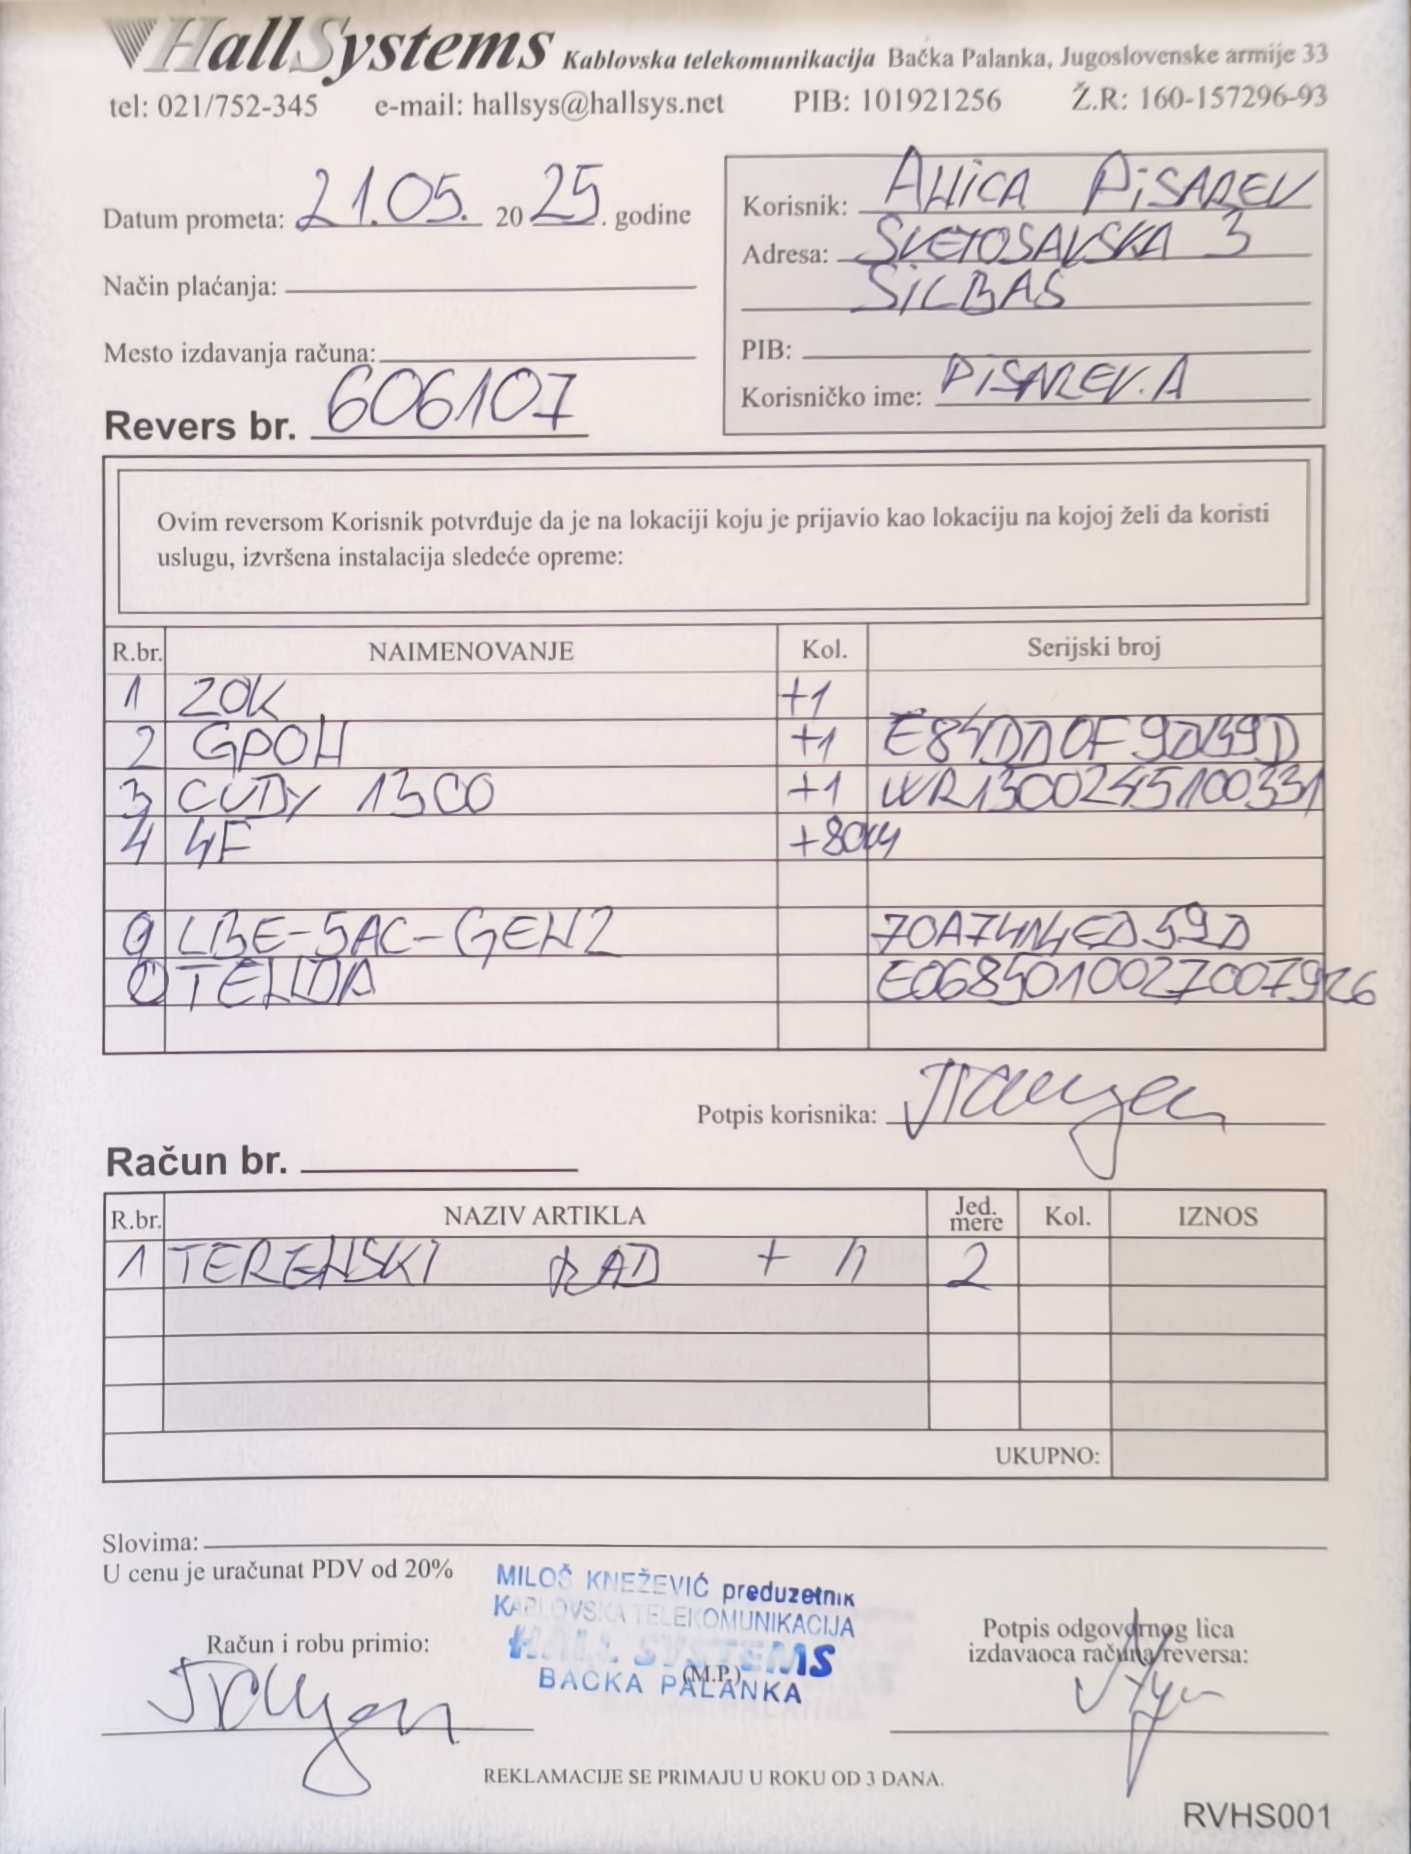 HallSystems Kablovska telekomunikacija Bačka Palanka, Jugoslovenske armije 33
tel: 021/752-345 e-mail: hallsys@hallsys.net PIB: 101921256 Ž.R: 160-157296-93
Datum prometa: 21.05. 2025. godine
Način plaćanja:
Mesto izdavanja računa:
Revers br. 606107
Korisnik: ANICA PISAREV
Adresa: SVETOSAVSKA 3
SILBAŠ
PIB:
Korisničko ime: PISAREV.A
Ovim reversom Korisnik potvrđuje da je na lokaciji koju je prijavio kao lokaciju na kojoj želi da koristi
uslugu, izvršena instalacija sledeće opreme:
R.br. NAIMENOVANJE Kol. Serijski broj
1 ZOK +1
2 GPON +1
3 CUDY 1300 +1 WR1300245100331
4 4F +80M
LBE-5AC-GEN2
TENDA E0685010027007926
Potpis korisnika:
Račun br.
R.br. NAZIV ARTIKLA Jed. mere Kol. IZNOS
1 TERENSKI RAD + n 2
UKUPNO:
Slovima:
U cenu je uračunat PDV od 20%
MILOŠ KNEŽEVIĆ preduzetnik
KABLOVSKA TELEKOMUNIKACIJA
HALL SYSTEMS
BAČKA PALANKA
(M.P.)
Račun i robu primio:
Potpis odgovornog lica
izdavaoca računa/reversa:
REKLAMACIJE SE PRIMAJU U ROKU OD 3 DANA.
RVHS001